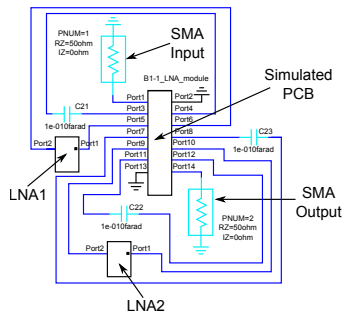 PNUM=1
RZ=50ohm
IZ=0ohm
SMA
Input
B1-1_LNA_module
Simulated
PCB
C21
1e-010farad
Port1
Port3
Port5
Port7
Port9
Port11
Port13
Port2
Port4
Port6
Port8
Port10
Port12
Port14
C23
1e-010farad
Port2
Port1
LNA1
C22
1e-010farad
PNUM=2
RZ=50ohm
IZ=0ohm
SMA
Output
Port2
Port1
LNA2